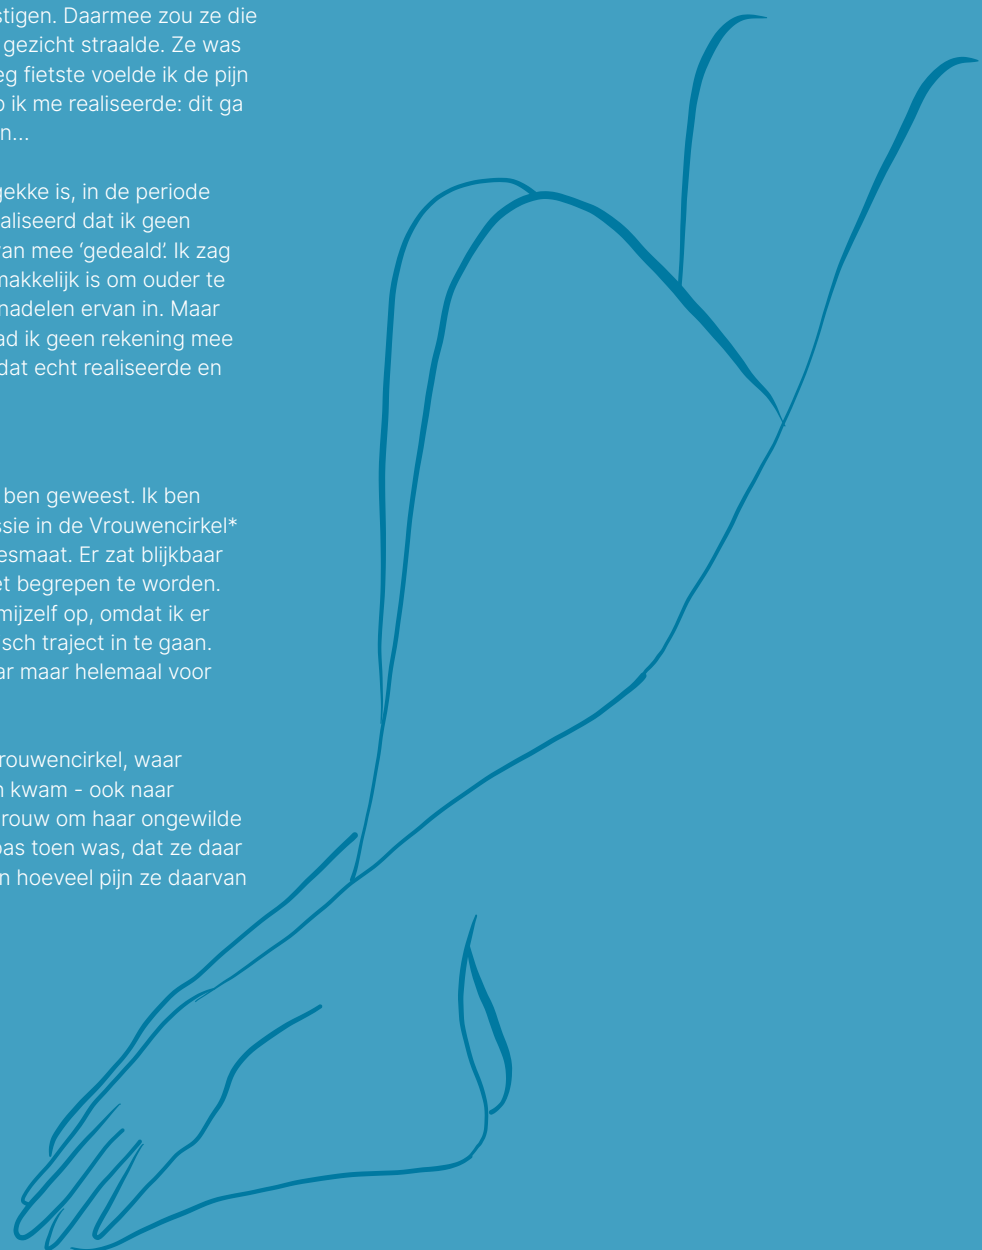 stigen. Daarmee zou ze die
gezicht straalde. Ze was
eg fietste voelde ik de pijn
o ik me realiseerde: dit ga
n...
gekke is, in de periode
aliseerd dat ik geen
van mee ‘gedeald’. Ik zag
makkelijk is om ouder te
nadelen ervan in. Maar
ad ik geen rekening mee
dat echt realiseerde en
ben geweest. Ik ben
ssie in de Vrouwencirkel*
esmaat. Er zat blijkbaar
et begrepen te worden.
mijzelf op, omdat ik er
isch traject in te gaan.
ar maar helemaal voor
rouwencirkel, waar
n kwam - ook naar
rouw om haar ongewilde
pas toen was, dat ze daar
n hoeveel pijn ze daarvan